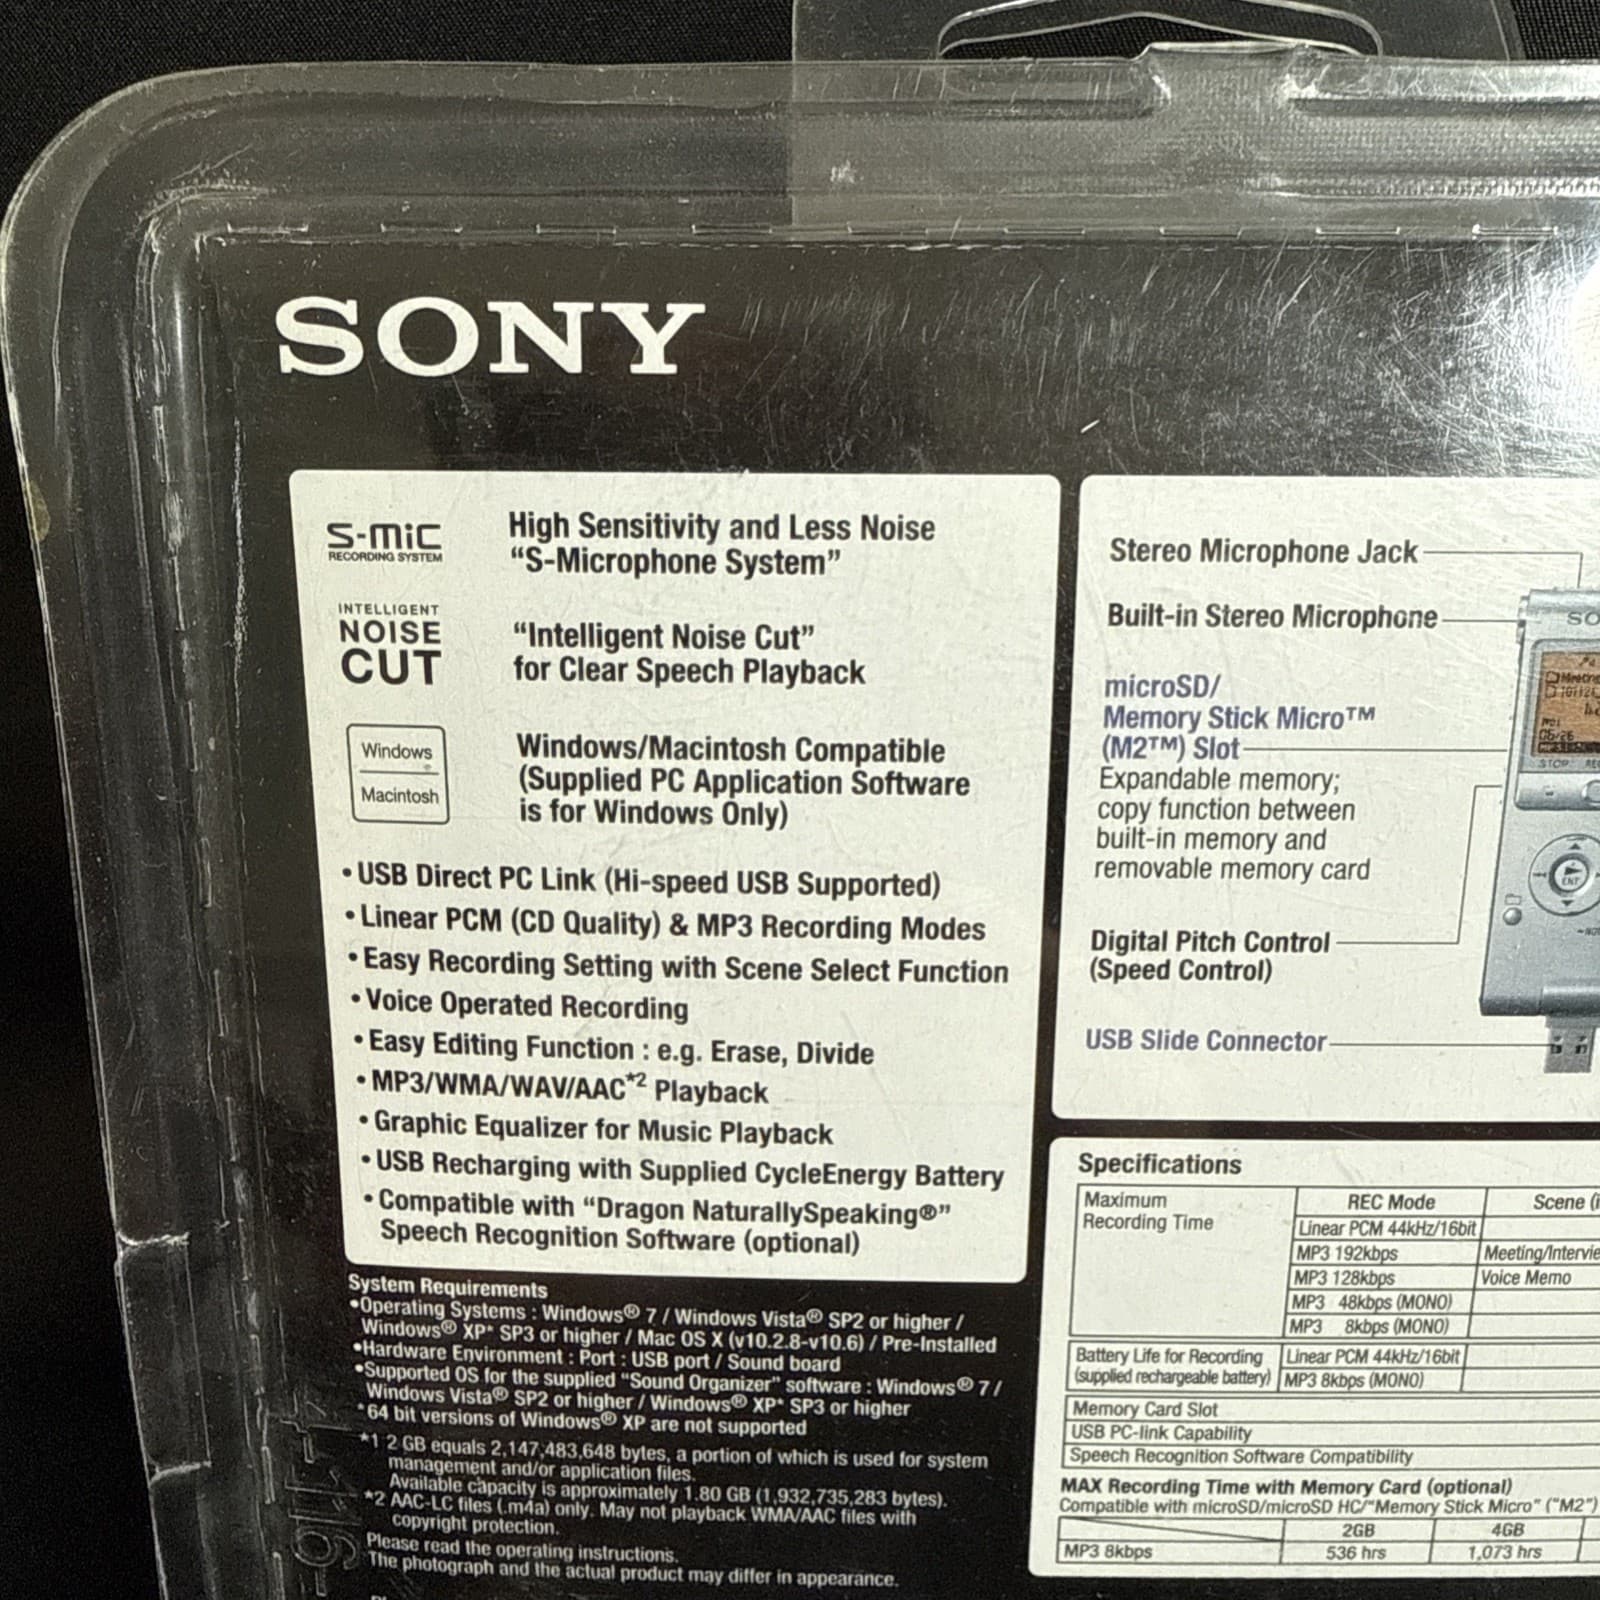 SONY
S-MiC
RECORDING SYSTEM
High Sensitivity and Less Noise
“S-Microphone System”
INTELLIGENT
NOISE
CUT
“Intelligent Noise Cut”
for Clear Speech Playback
Windows®
Macintosh
Windows/Macintosh Compatible
(Supplied PC Application Software
is for Windows Only)
•USB Direct PC Link (Hi-speed USB Supported)
•Linear PCM (CD Quality) & MP3 Recording Modes
•Easy Recording Setting with Scene Select Function
•Voice Operated Recording
•Easy Editing Function : e.g. Erase, Divide
•MP3/WMA/WAV/AAC*2 Playback
•Graphic Equalizer for Music Playback
•USB Recharging with Supplied CycleEnergy Battery
•Compatible with “Dragon NaturallySpeaking®”
Speech Recognition Software (optional)
System Requirements
•Operating Systems : Windows® 7 / Windows Vista® SP2 or higher /
Windows® XP* SP3 or higher / Mac OS X (v10.2.8-v10.6) / Pre-Installed
•Hardware Environment : Port : USB port / Sound board
•Supported OS for the supplied “Sound Organizer” software : Windows® 7 /
Windows Vista® SP2 or higher / Windows® XP* SP3 or higher
*64 bit versions of Windows® XP are not supported
*1 2 GB equals 2,147,483,648 bytes, a portion of which is used for system
management and/or application files.
Available capacity is approximately 1.80 GB (1,932,735,283 bytes).
*2 AAC-LC files (.m4a) only. May not playback WMA/AAC files with
copyright protection.
Please read the operating instructions.
The photograph and the actual product may differ in appearance.
Stereo Microphone Jack
Built-in Stereo Microphone
microSD/
Memory Stick Micro™
(M2™) Slot
Expandable memory;
copy function between
built-in memory and
removable memory card
Digital Pitch Control
(Speed Control)
USB Slide Connector
SO
STOP
ENT
Specifications
Maximum
Recording Time
REC Mode
Scene (i
Linear PCM 44kHz/16bit
MP3 192kbps
Meeting/Intervie
MP3 128kbps
Voice Memo
MP3 48kbps (MONO)
MP3 8kbps (MONO)
Battery Life for Recording
(supplied rechargeable battery)
Linear PCM 44kHz/16bit
MP3 8kbps (MONO)
Memory Card Slot
USB PC-link Capability
Speech Recognition Software Compatibility
MAX Recording Time with Memory Card (optional)
Compatible with microSD/microSD HC/“Memory Stick Micro” (“M2”)
2GB
4GB
MP3 8kbps
536 hrs
1,073 hrs